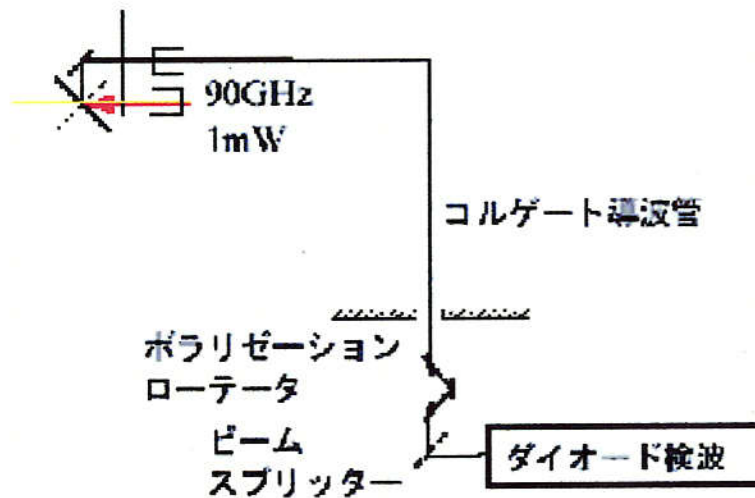 90GHz
1mW
コルゲート導波管
ポラリゼーション
ローテータ
ビーム
スプリッター
ダイオード検波